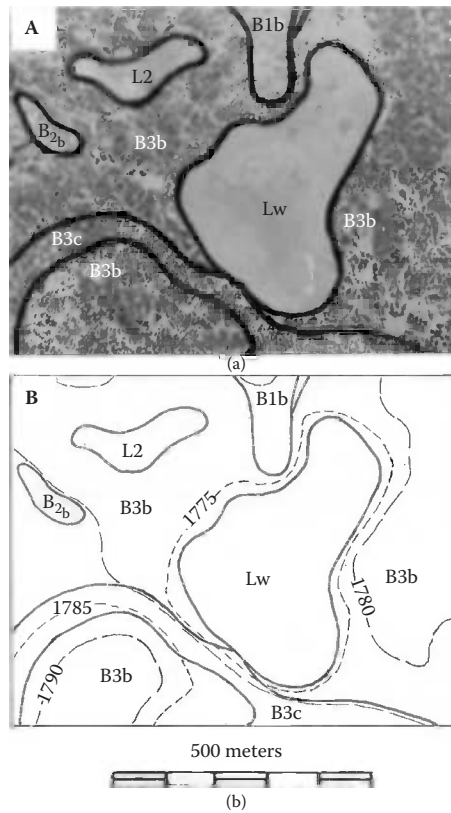 A
B1b
L2
B2b
B3b
Lw
B3b
B3c
B3b
(a)
B
B1b
L2
B2b
1775
B3b
Lw
B3b
1780
1785
1790
B3b
B3c
500 meters
(b)